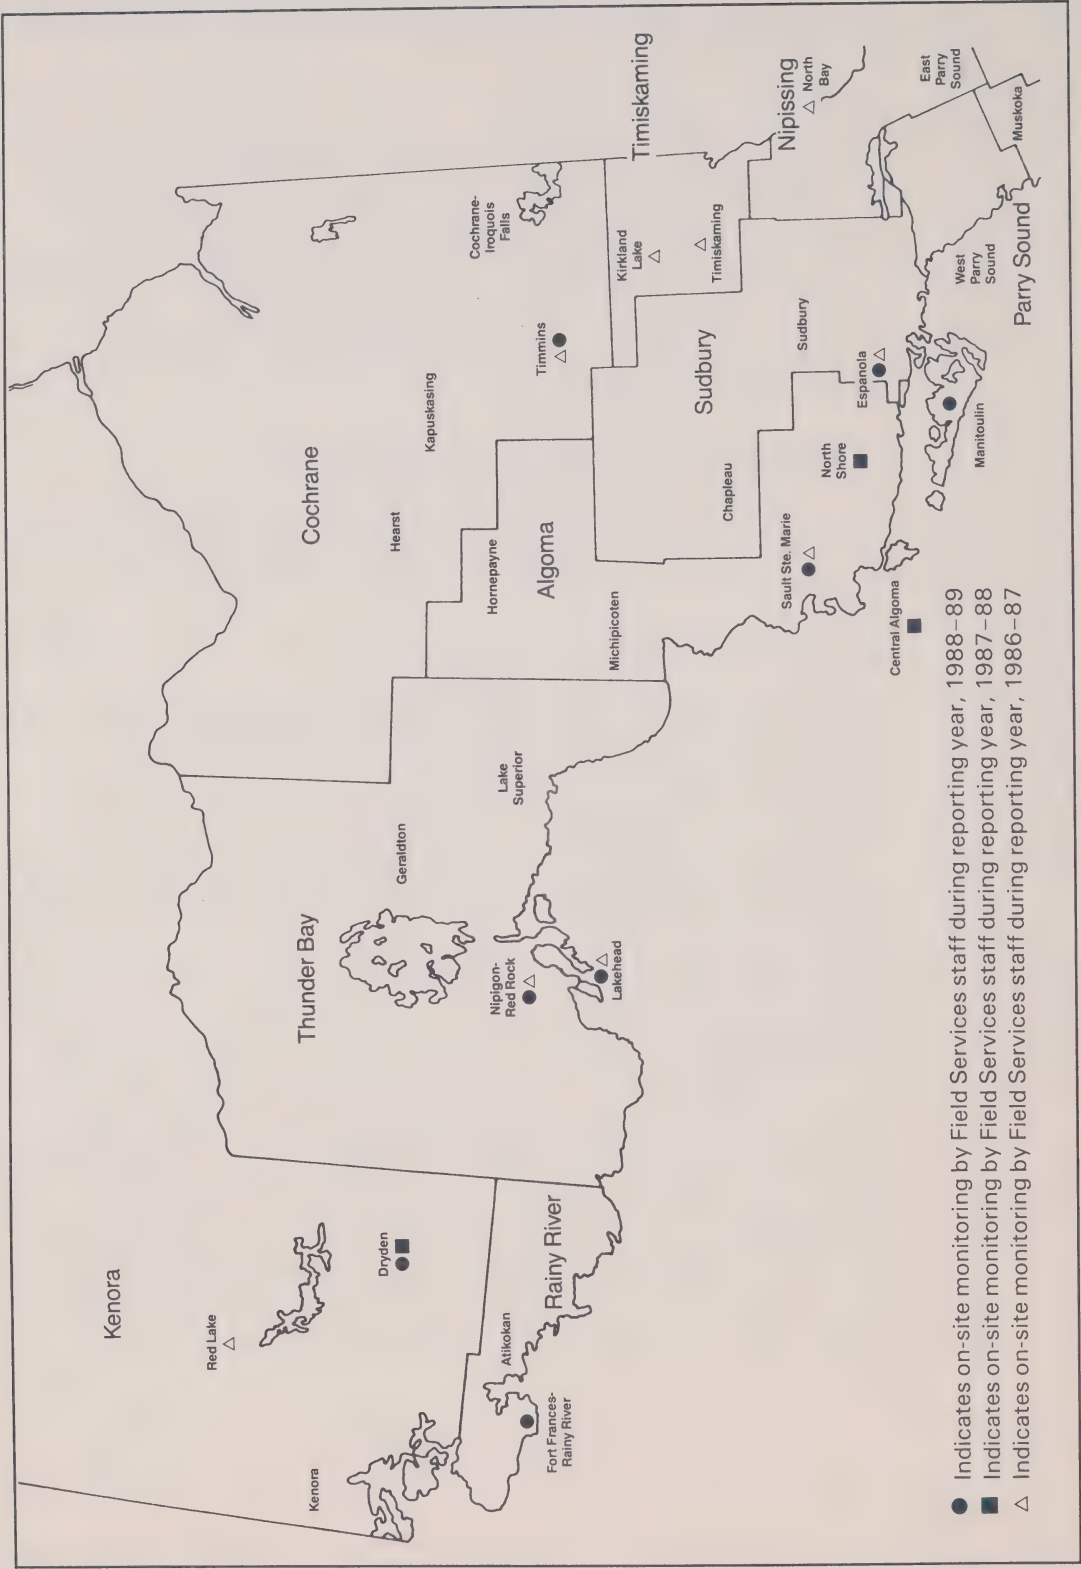 Kenora
Red Lake
Kenora
Dryden
Rainy River
Atikokan
Fort Frances-
Rainy River
Thunder Bay
Geraldton
Nipigon-
Red Rock
Lakehead
Lake
Superior
Cochrane
Hearst
Kapuskasing
Cochrane-
Iroquois
Falls
Timmins
Hornepayne
Algoma
Michipicoten
Sault Ste. Marie
Central Algoma
North
Shore
Chapleau
Sudbury
Sudbury
Espanola
Manitoulin
Timiskaming
Kirkland
Lake
Timiskaming
Nipissing
North
Bay
East
Parry
Sound
Muskoka
West
Parry
Sound
Parry Sound
Indicates on-site monitoring by Field Services staff during reporting year, 1988–89
Indicates on-site monitoring by Field Services staff during reporting year, 1987–88
Indicates on-site monitoring by Field Services staff during reporting year, 1986–87